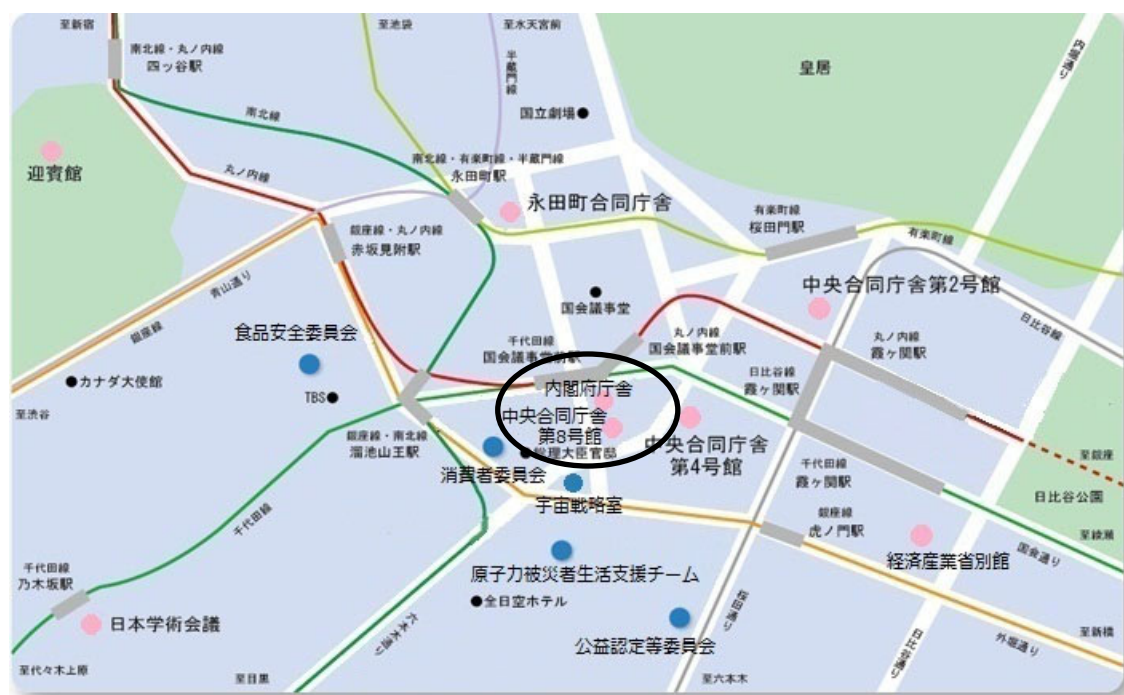 至新宿
至池袋
至水天宮前
南北線・丸ノ内線
四ッ谷駅
半蔵門線
内堀通り
皇居
南北線
国立劇場
迎賓館
丸ノ内線
南北線・有楽町・半蔵門線
永田町駅
永田町合同庁舎
有楽町線
桜田門駅
有楽町線
銀座線・丸ノ内線
赤坂見附駅
青山通り
銀座線
国会議事堂
中央合同庁舎第2号館
日比谷線
食品安全委員会
千代田線
国会議事堂前駅
丸ノ内線
国会議事堂前駅
丸ノ内線
霞ヶ関駅
カナダ大使館
TBS
内閣府庁舎
日比谷線
霞ヶ関駅
至渋谷
中央合同庁舎
第8号館
銀座線・南北線
溜池山王駅
総理大臣官邸
中央合同庁舎
第4号館
至銀座
消費者委員会
千代田線
霞ヶ関駅
宇宙戦略室
日比谷公園
千代田線
銀座線
虎ノ門駅
至綾瀬
国会通り
経済産業省別館
千代田線
乃木坂駅
原子力被災者生活支援チーム
全日空ホテル
日本学術会議
六本木通り
桜田通り
公益認定等委員会
外堀通り
日比谷通り
至新橋
至代々木上原
至目黒
至六本木